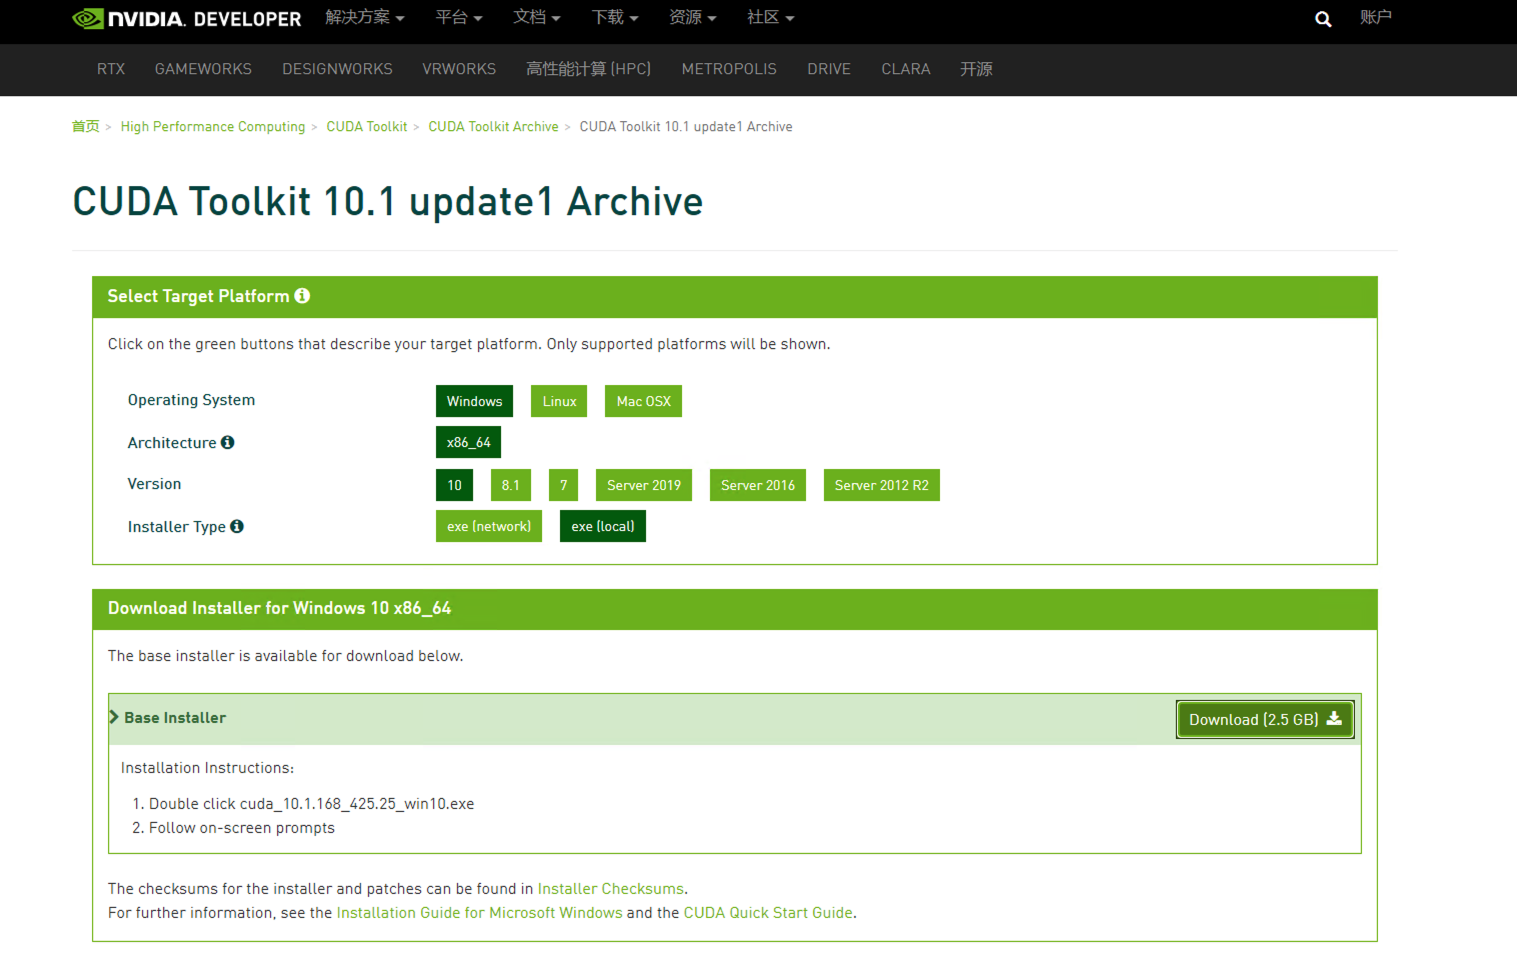 NVIDIA. DEVELOPER 解决方案 平台 文档 下载 资源 社区 账户
RTX GAMEWORKS DESIGNWORKS VRWORKS 高性能计算 (HPC) METROPOLIS DRIVE CLARA 开源
首页 > High Performance Computing > CUDA Toolkit > CUDA Toolkit Archive > CUDA Toolkit 10.1 update1 Archive
CUDA Toolkit 10.1 update1 Archive
Select Target Platform
Click on the green buttons that describe your target platform. Only supported platforms will be shown.
Operating System Windows Linux Mac OSX
Architecture x86_64
Version 10 8.1 7 Server 2019 Server 2016 Server 2012 R2
Installer Type exe (network) exe (local)
Download Installer for Windows 10 x86_64
The base installer is available for download below.
Base Installer Download (2.5 GB)
Installation Instructions:
1. Double click cuda_10.1.168_425.25_win10.exe
2. Follow on-screen prompts
The checksums for the installer and patches can be found in Installer Checksums.
For further information, see the Installation Guide for Microsoft Windows and the CUDA Quick Start Guide.